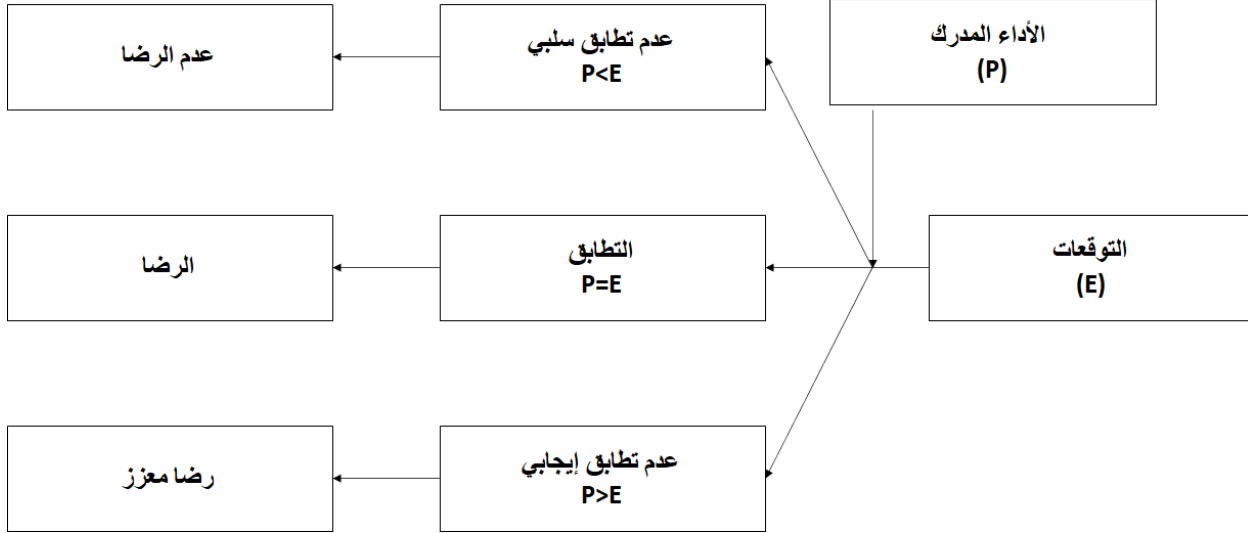 الأداء المدرك
(P)
عدم تطابق سلبي
P<E
عدم الرضا
التوقعات
(E)
التطابق
P=E
الرضا
عدم تطابق إيجابي
P>E
رضا معزز